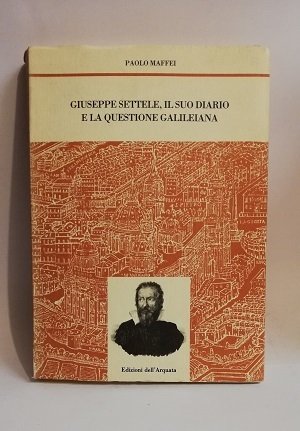 PAOLO MAFFEI
GIUSEPPE SETTELE, IL SUO DIARIO
E LA QUESTIONE GALILEIANA
Edizioni dell'Arquata